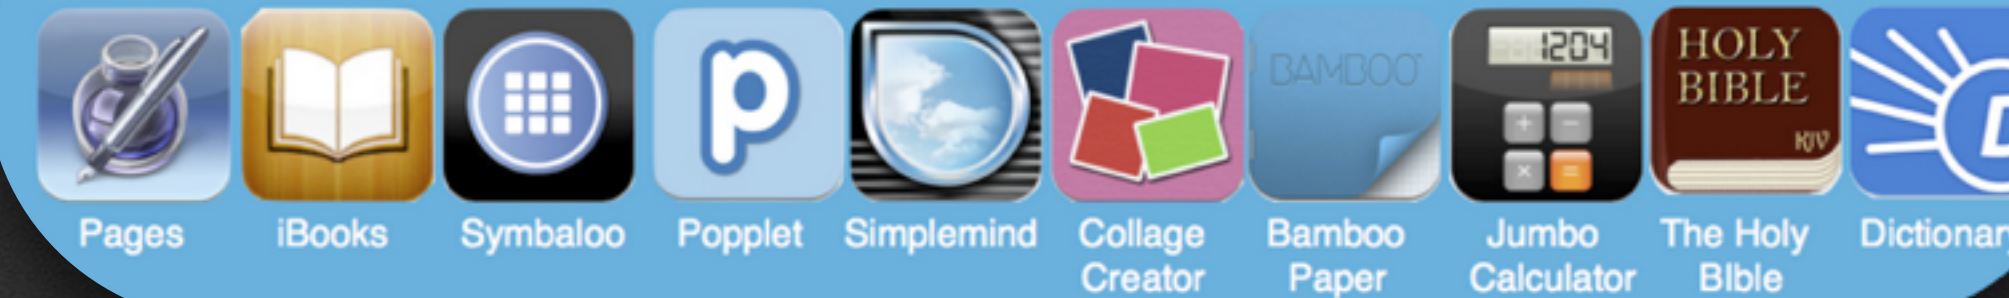 p
BAMBOO
1204
HOLY
BIBLE
KJV
D
Pages
iBooks
Symbaloo
Popplet
Simplemind
Collage
Creator
Bamboo
Paper
Jumbo
Calculator
The Holy
BIble
Dictionar